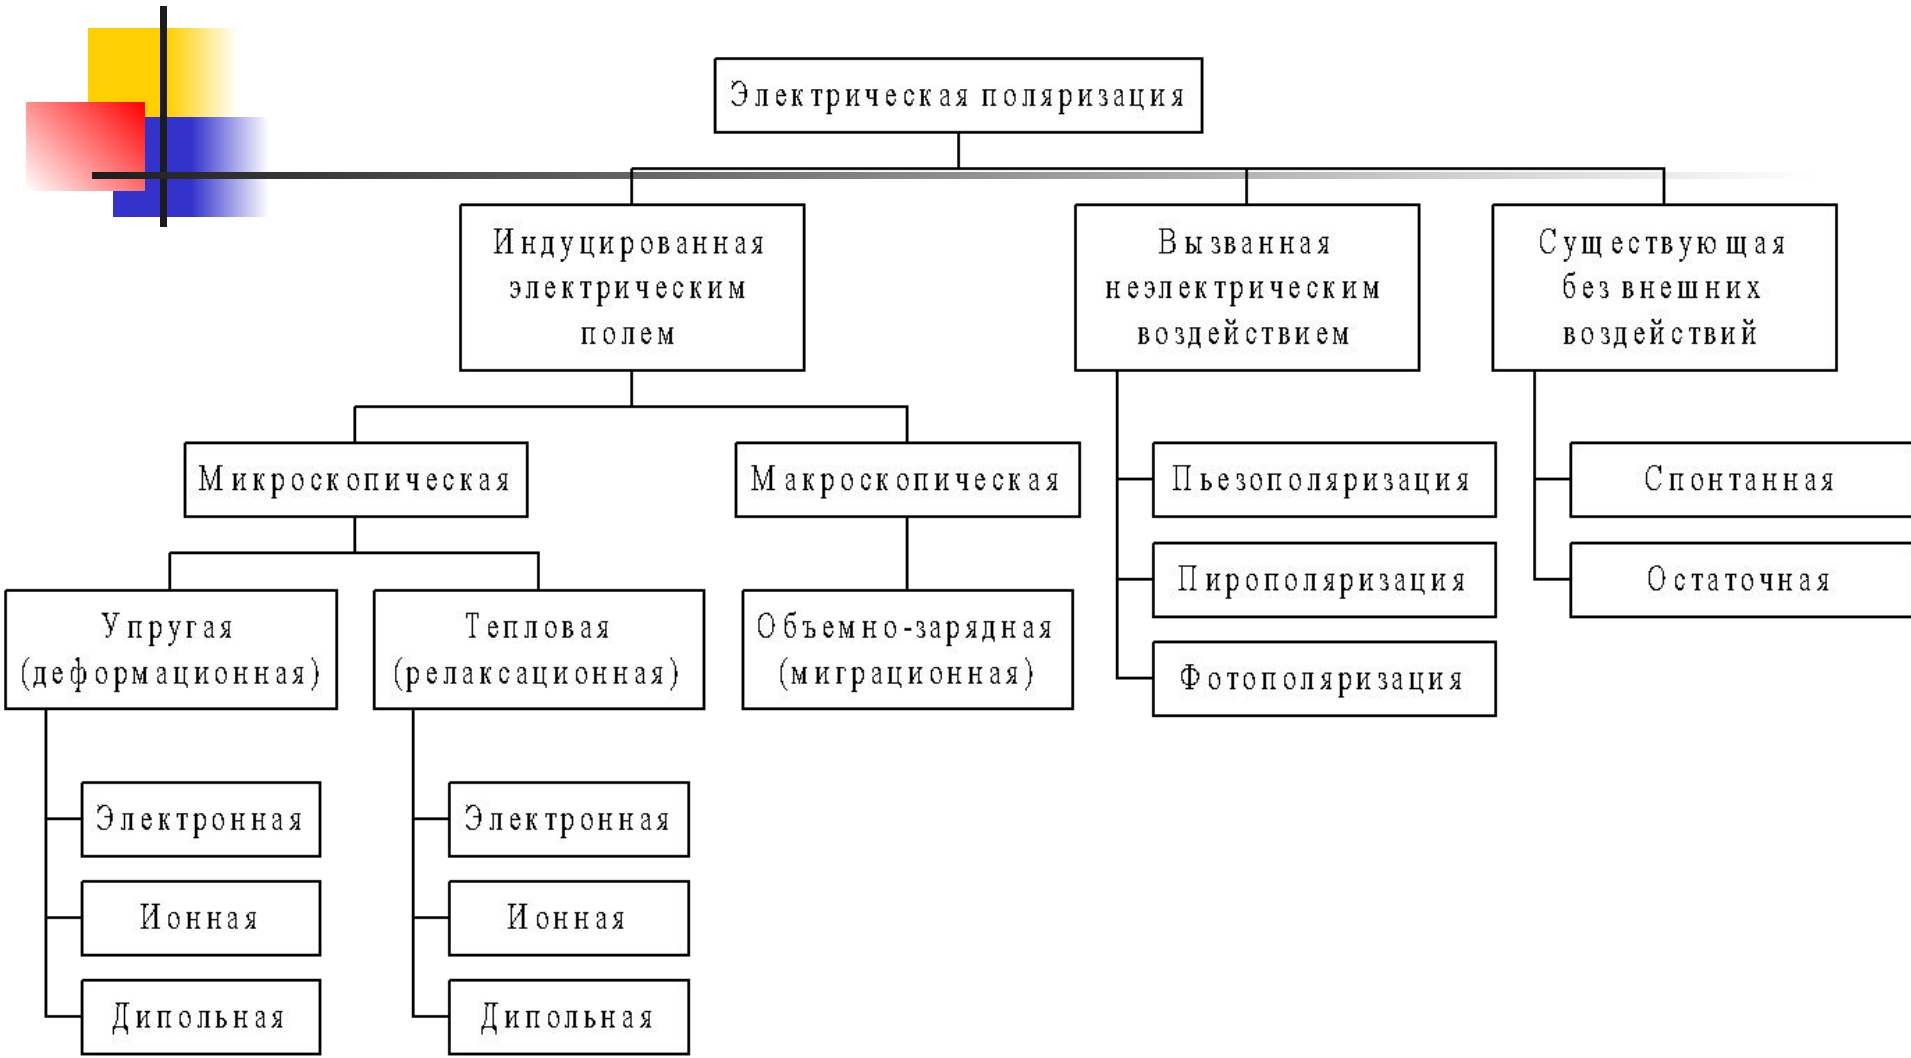 Электрическая поляризация
Индуцированная
электрическим
полем
Вызванная
неэлектрическим
воздействием
Существующая
без внешних
воздействий
Микроскопическая
Макроскопическая
Пьезополяризация
Спонтанная
Пирополяризация
Остаточная
Упругая
(деформационная)
Тепловая
(релаксационная)
Объемно-зарядная
(миграционная)
Фотополяризация
Электронная
Электронная
Ионная
Ионная
Дипольная
Дипольная